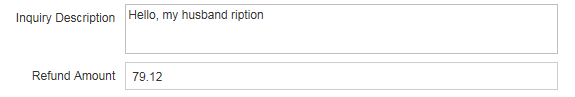 Inquiry Description Hello, my husband ription
Refund Amount 79.12